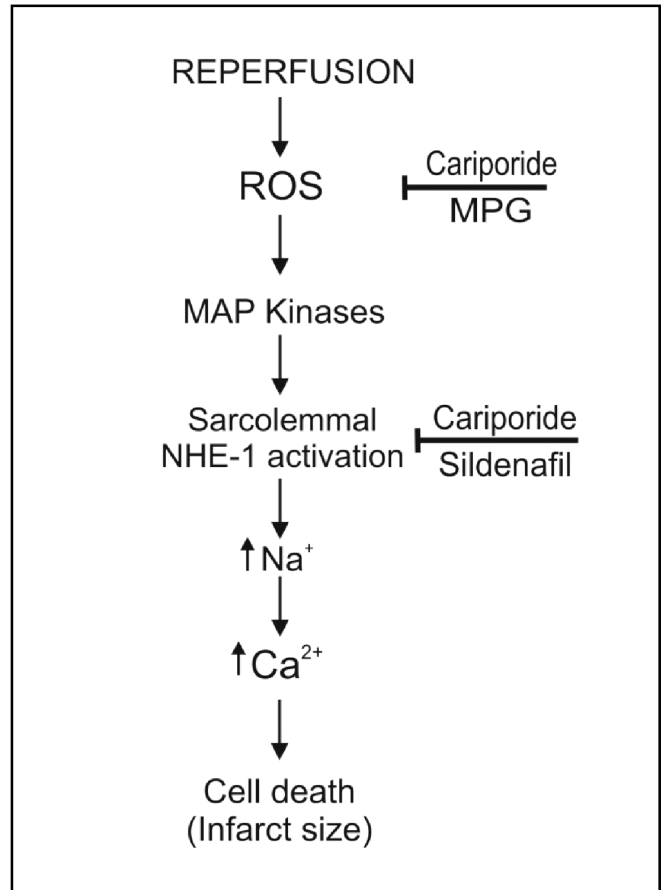 REPERFUSION
ROS
Cariporide
MPG
MAP Kinases
Sarcolemmal
NHE-1 activation
Cariporide
Sildenafil
↑Na⁺
↑Ca²⁺
Cell death
(Infarct size)